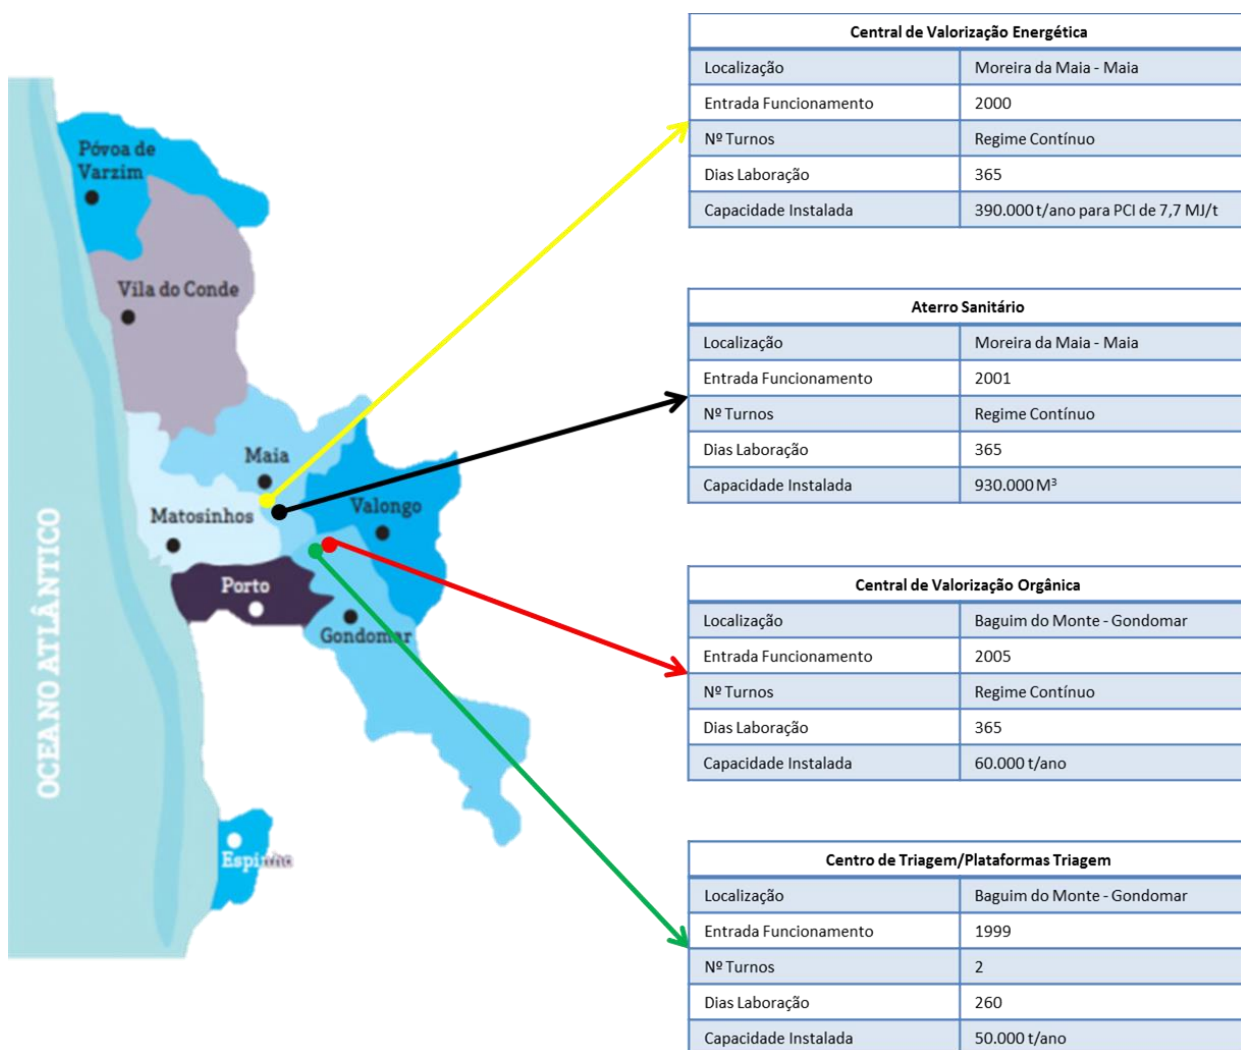 Póvoa de
Varzim
Vila do Conde
Maia
Matosinhos
Valongo
Porto
Gondomar
Espinho
OCEANO ATLÂNTICO
Central de Valorização Energética
Localização Moreira da Maia - Maia
Entrada Funcionamento 2000
Nº Turnos Regime Contínuo
Dias Laboração 365
Capacidade Instalada 390.000 t/ano para PCI de 7,7 MJ/t
Aterro Sanitário
Localização Moreira da Maia - Maia
Entrada Funcionamento 2001
Nº Turnos Regime Contínuo
Dias Laboração 365
Capacidade Instalada 930.000 M³
Central de Valorização Orgânica
Localização Baguim do Monte - Gondomar
Entrada Funcionamento 2005
Nº Turnos Regime Contínuo
Dias Laboração 365
Capacidade Instalada 60.000 t/ano
Centro de Triagem/Plataformas Triagem
Localização Baguim do Monte - Gondomar
Entrada Funcionamento 1999
Nº Turnos 2
Dias Laboração 260
Capacidade Instalada 50.000 t/ano